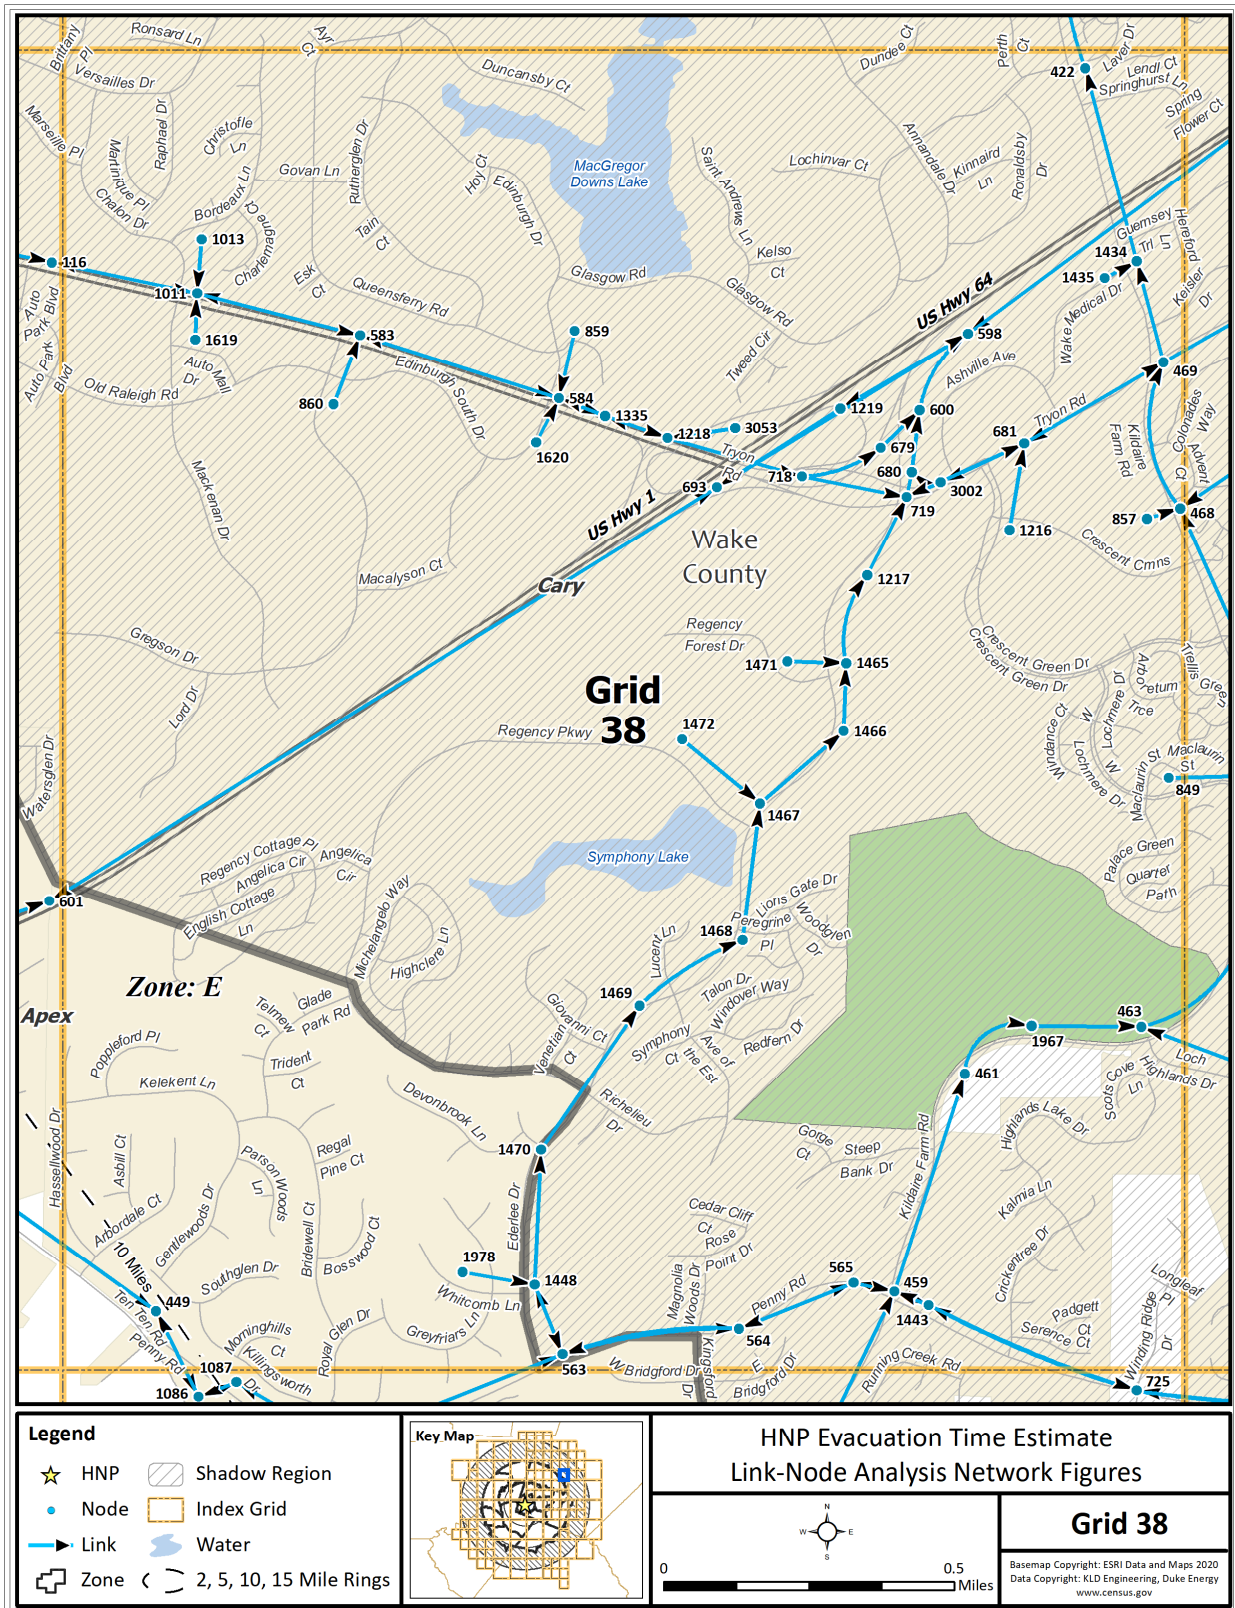 Ronsard Ln
Brittany
Pl
Ayr
Ct
Versailles Dr
Duncansby Ct
Dundee Ct
Perth
Ct
422
Laver Dr
Lendl Ct
Springhurst Ln
Spring
Flower Ct
Marseille Pl
Martinique Pl
Raphael Dr
Christofle
Ln
Govan Ln
Rutherglen Dr
Chalon Dr
Bordeaux Ln
Charlemagne Ct
Hoy Ct
Edinburgh Dr
MacGregor
Downs Lake
Saint Andrews
Ln
Lochinvar Ct
Annandale Dr
Kinnaird
Ln
Ronaldsby
Dr
Tain
Ct
Kelso
Ct
Glasgow Rd
Glasgow Rd
Guernsey
Trl
Hereford
Ln
1434
1435
Medical Dr
Keisler
Dr
Wake
1013
116
1011
Esk
Ct
Queensferry Rd
583
1619
Auto
Park Blvd
Auto Park
Blvd
Auto Mall
Dr
Old Raleigh Rd
860
Edinburgh South Dr
859
584
1335
1620
1218
3053
Tweed Cir
US Hwy 64
598
Ashville Ave
1219
600
469
Tryon Rd
681
679
680
Tryon
Rd
718
693
719
3002
Kildaire
Farm Rd
Colonades
Way
Advent
Ct
468
857
1216
Crescent Cmns
Mackenan Dr
US Hwy 1
Wake
County
Cary
Macalyson Ct
1217
Gregson Dr
Lord Dr
Regency
Forest Dr
1471
1465
Crescent Green Dr
Crescent Green Dr
Trellis
Green
Arbo
retum
Trce
Grid
38
1472
Regency Pkwy
1466
1467
Windance Ct
W
Lochmere Dr
W
Lochmere Dr
Maclaurin St
Maclaurin
St
849
Watersglen Dr
Symphony Lake
Palace Green
Quarter
Path
Regency Cottage Pl
Angelica Cir
Angelica
Cir
English Cottage
Ln
601
Michelangelo Way
Highclere Ln
Lions Gate Dr
Peregrine
Pl
Woodglen
Dr
Lucent Ln
1468
Zone: E
Apex
Telmew
Ct
Glade
Park Rd
Giovanni Ct
Venetian
Ct
1469
Talon Dr
Windover Way
Symphony
Ct
Ave of
the Est
Redfern Dr
463
1967
461
Loch
Highlands Dr
Scots Cove
Ln
Poppleford Pl
Trident
Ct
Kelekent Ln
Devonbrook Ln
Richelieu
Dr
Highlands Lake Dr
Hassellwood Dr
Asbill Ct
Parson Woods
Ln
Regal
Pine Ct
1470
Gorge
Ct
Steep
Bank Dr
Kildaire Farm Rd
Kalmia Ln
Arbordale Ct
Gentlewoods Dr
Bridewell Ct
Bosswood Ct
Ederlee Dr
Cedar Cliff
Ct
Rose
Point Dr
Crickentree Dr
10 Miles
Southglen Dr
1978
1448
Whitcomb Ln
Greyfriars Ln
Magnolia
Woods Dr
Penny Rd
565
459
1443
Longleaf
Pl
Padgett
Ct
Serence Ct
Winding Ridge
Dr
449
Ten Ten Rd
Penny Rd
Morninghills
Ct
Killingsworth
Dr
Royal Glen Dr
1087
1086
563
564
W Bridgford Dr
Kingsford
Dr
E
Bridgford Dr
Running Creek Rd
725
Legend
HNP
Shadow Region
Node
Index Grid
Link
Water
Zone
2, 5, 10, 15 Mile Rings
Key Map
HNP Evacuation Time Estimate
Link-Node Analysis Network Figures
N
W
E
S
0
0.5
Miles
Grid 38
Basemap Copyright: ESRI Data and Maps 2020
Data Copyright: KLD Engineering, Duke Energy
www.census.gov